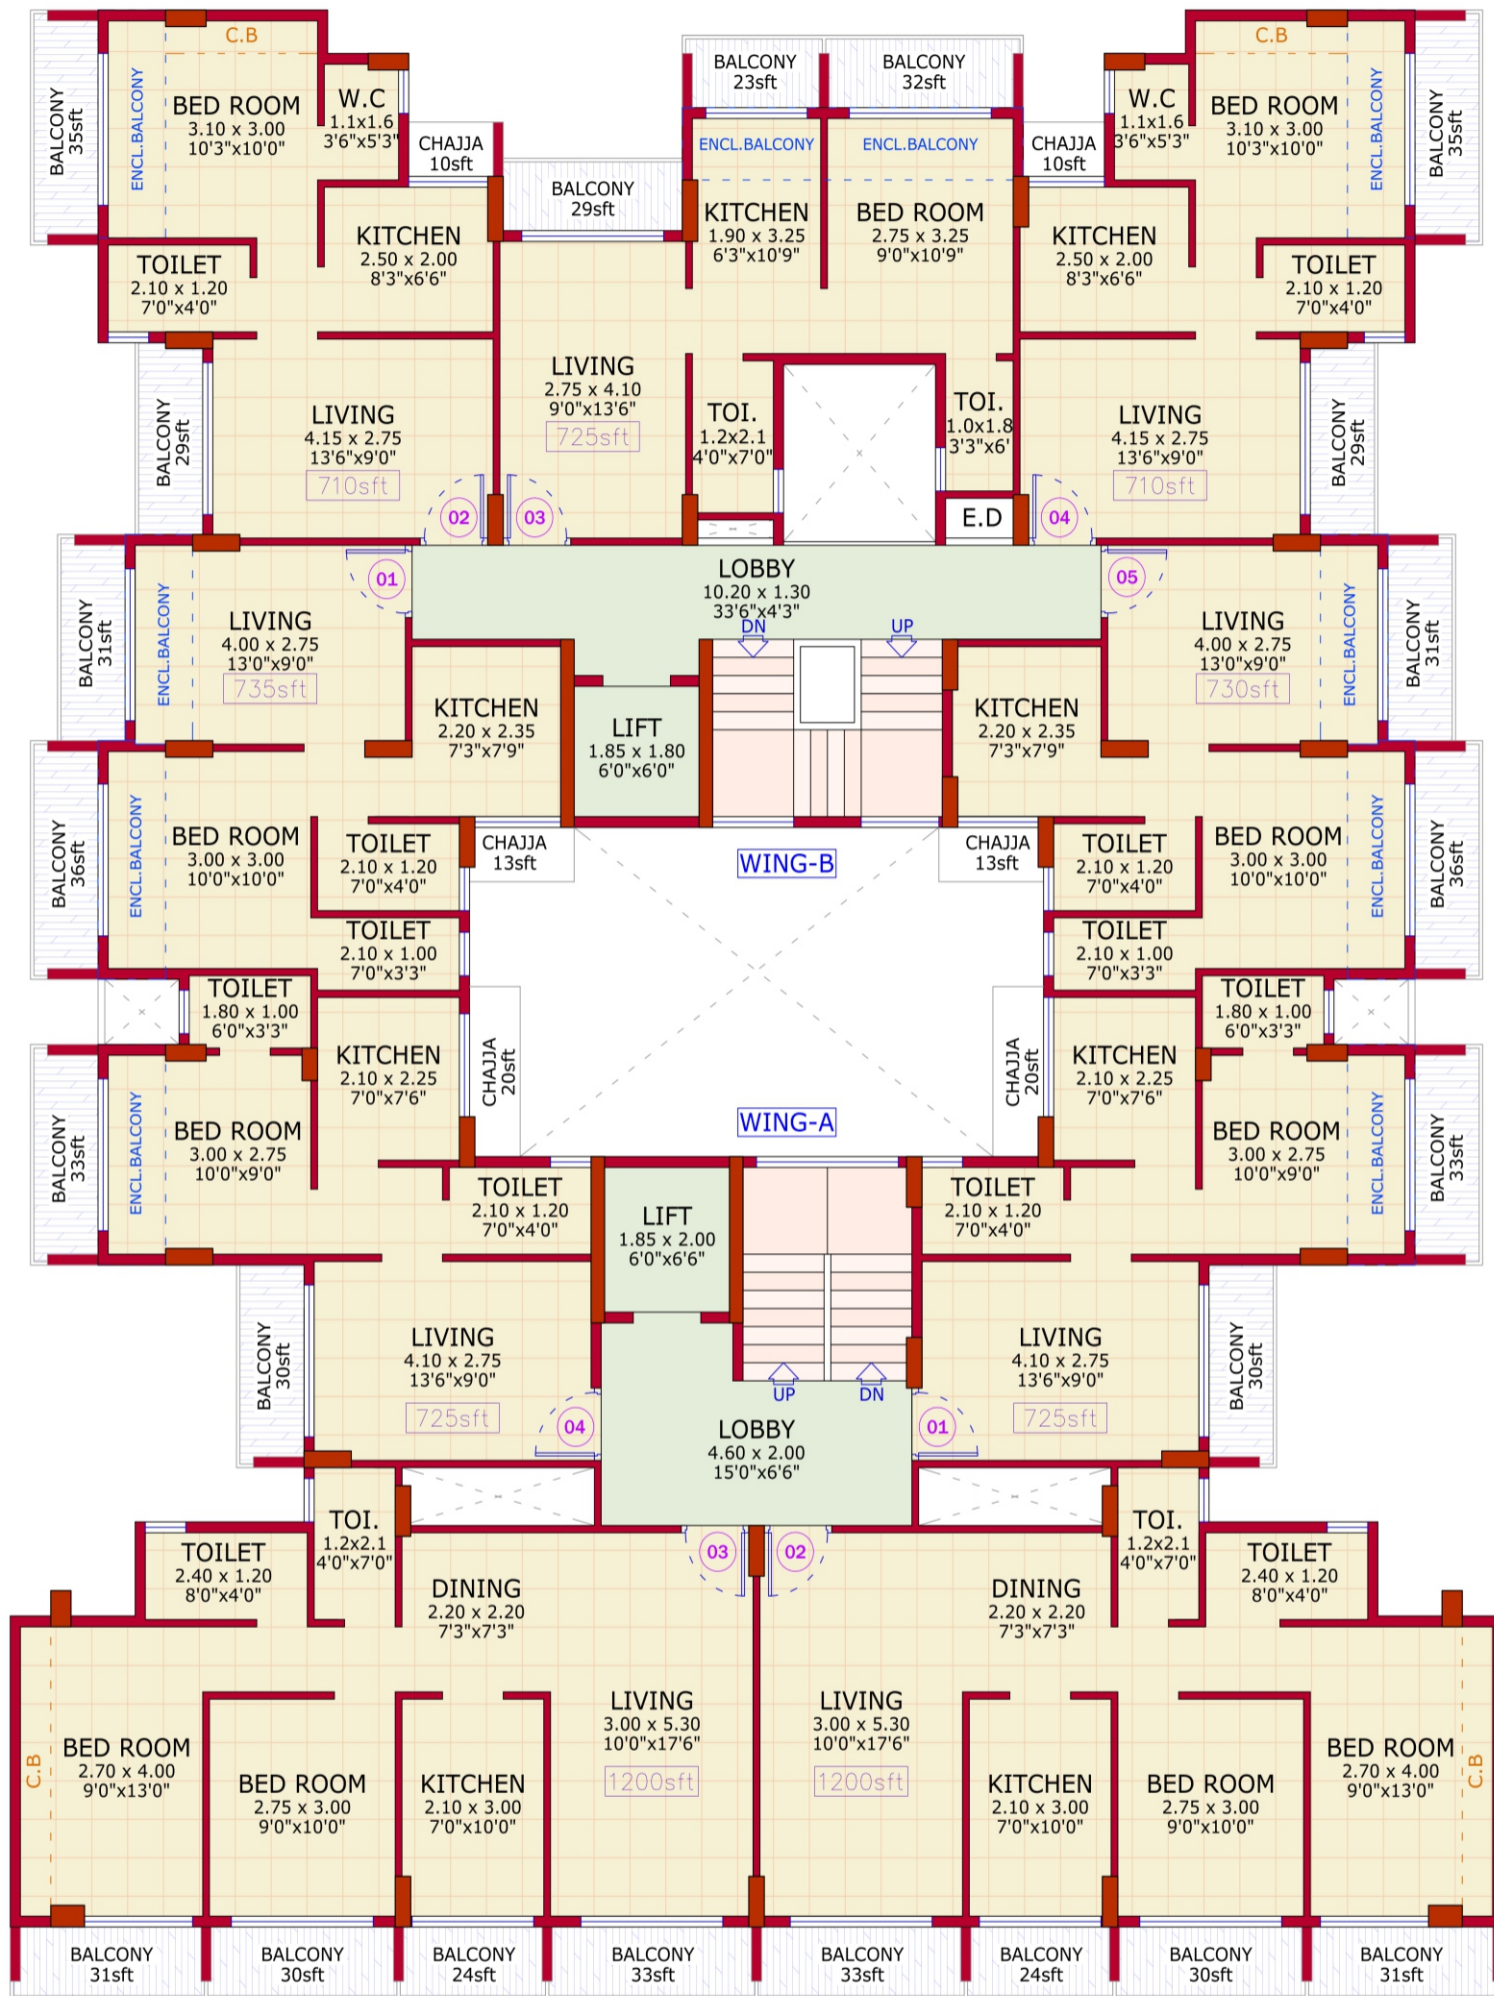 C.B
BALCONY
35sft
ENCL.BALCONY
BED ROOM
3.10 x 3.00
10'3"x10'0"
W.C
1.1x1.6
3'6"x5'3"
CHAJJA
10sft
BALCONY
29sft
BALCONY
23sft
BALCONY
32sft
ENCL.BALCONY
ENCL.BALCONY
CHAJJA
10sft
W.C
1.1x1.6
3'6"x5'3"
C.B
BED ROOM
3.10 x 3.00
10'3"x10'0"
ENCL.BALCONY
BALCONY
35sft
TOILET
2.10 x 1.20
7'0"x4'0"
KITCHEN
2.50 x 2.00
8'3"x6'6"
KITCHEN
1.90 x 3.25
6'3"x10'9"
BED ROOM
2.75 x 3.25
9'0"x10'9"
KITCHEN
2.50 x 2.00
8'3"x6'6"
TOILET
2.10 x 1.20
7'0"x4'0"
BALCONY
29sft
LIVING
4.15 x 2.75
13'6"x9'0"
710sft
02
LIVING
2.75 x 4.10
9'0"x13'6"
725sft
03
TOI.
1.2x2.1
4'0"x7'0"
TOI.
1.0x1.8
3'3"x6'
E.D
LIVING
4.15 x 2.75
13'6"x9'0"
710sft
04
BALCONY
29sft
BALCONY
31sft
ENCL.BALCONY
LIVING
4.00 x 2.75
13'0"x9'0"
735sft
01
LOBBY
10.20 x 1.30
33'6"x4'3"
DN
UP
05
LIVING
4.00 x 2.75
13'0"x9'0"
730sft
ENCL.BALCONY
BALCONY
31sft
KITCHEN
2.20 x 2.35
7'3"x7'9"
LIFT
1.85 x 1.80
6'0"x6'0"
KITCHEN
2.20 x 2.35
7'3"x7'9"
BALCONY
36sft
ENCL.BALCONY
BED ROOM
3.00 x 3.00
10'0"x10'0"
TOILET
2.10 x 1.20
7'0"x4'0"
CHAJJA
13sft
WING-B
CHAJJA
13sft
TOILET
2.10 x 1.20
7'0"x4'0"
BED ROOM
3.00 x 3.00
10'0"x10'0"
ENCL.BALCONY
BALCONY
36sft
TOILET
2.10 x 1.00
7'0"x3'3"
TOILET
2.10 x 1.00
7'0"x3'3"
TOILET
1.80 x 1.00
6'0"x3'3"
TOILET
1.80 x 1.00
6'0"x3'3"
BALCONY
33sft
ENCL.BALCONY
BED ROOM
3.00 x 2.75
10'0"x9'0"
KITCHEN
2.10 x 2.25
7'0"x7'6"
CHAJJA
20sft
WING-A
CHAJJA
20sft
KITCHEN
2.10 x 2.25
7'0"x7'6"
BED ROOM
3.00 x 2.75
10'0"x9'0"
ENCL.BALCONY
BALCONY
33sft
TOILET
2.10 x 1.20
7'0"x4'0"
LIFT
1.85 x 2.00
6'0"x6'6"
TOILET
2.10 x 1.20
7'0"x4'0"
BALCONY
30sft
LIVING
4.10 x 2.75
13'6"x9'0"
725sft
04
UP
DN
LOBBY
4.60 x 2.00
15'0"x6'6"
01
LIVING
4.10 x 2.75
13'6"x9'0"
725sft
BALCONY
30sft
TOILET
2.40 x 1.20
8'0"x4'0"
TOI.
1.2x2.1
4'0"x7'0"
DINING
2.20 x 2.20
7'3"x7'3"
03
02
DINING
2.20 x 2.20
7'3"x7'3"
TOI.
1.2x2.1
4'0"x7'0"
TOILET
2.40 x 1.20
8'0"x4'0"
C.B
BED ROOM
2.70 x 4.00
9'0"x13'0"
BED ROOM
2.75 x 3.00
9'0"x10'0"
KITCHEN
2.10 x 3.00
7'0"x10'0"
LIVING
3.00 x 5.30
10'0"x17'6"
1200sft
LIVING
3.00 x 5.30
10'0"x17'6"
1200sft
KITCHEN
2.10 x 3.00
7'0"x10'0"
BED ROOM
2.75 x 3.00
9'0"x10'0"
BED ROOM
2.70 x 4.00
9'0"x13'0"
C.B
BALCONY
31sft
BALCONY
30sft
BALCONY
24sft
BALCONY
33sft
BALCONY
33sft
BALCONY
24sft
BALCONY
30sft
BALCONY
31sft